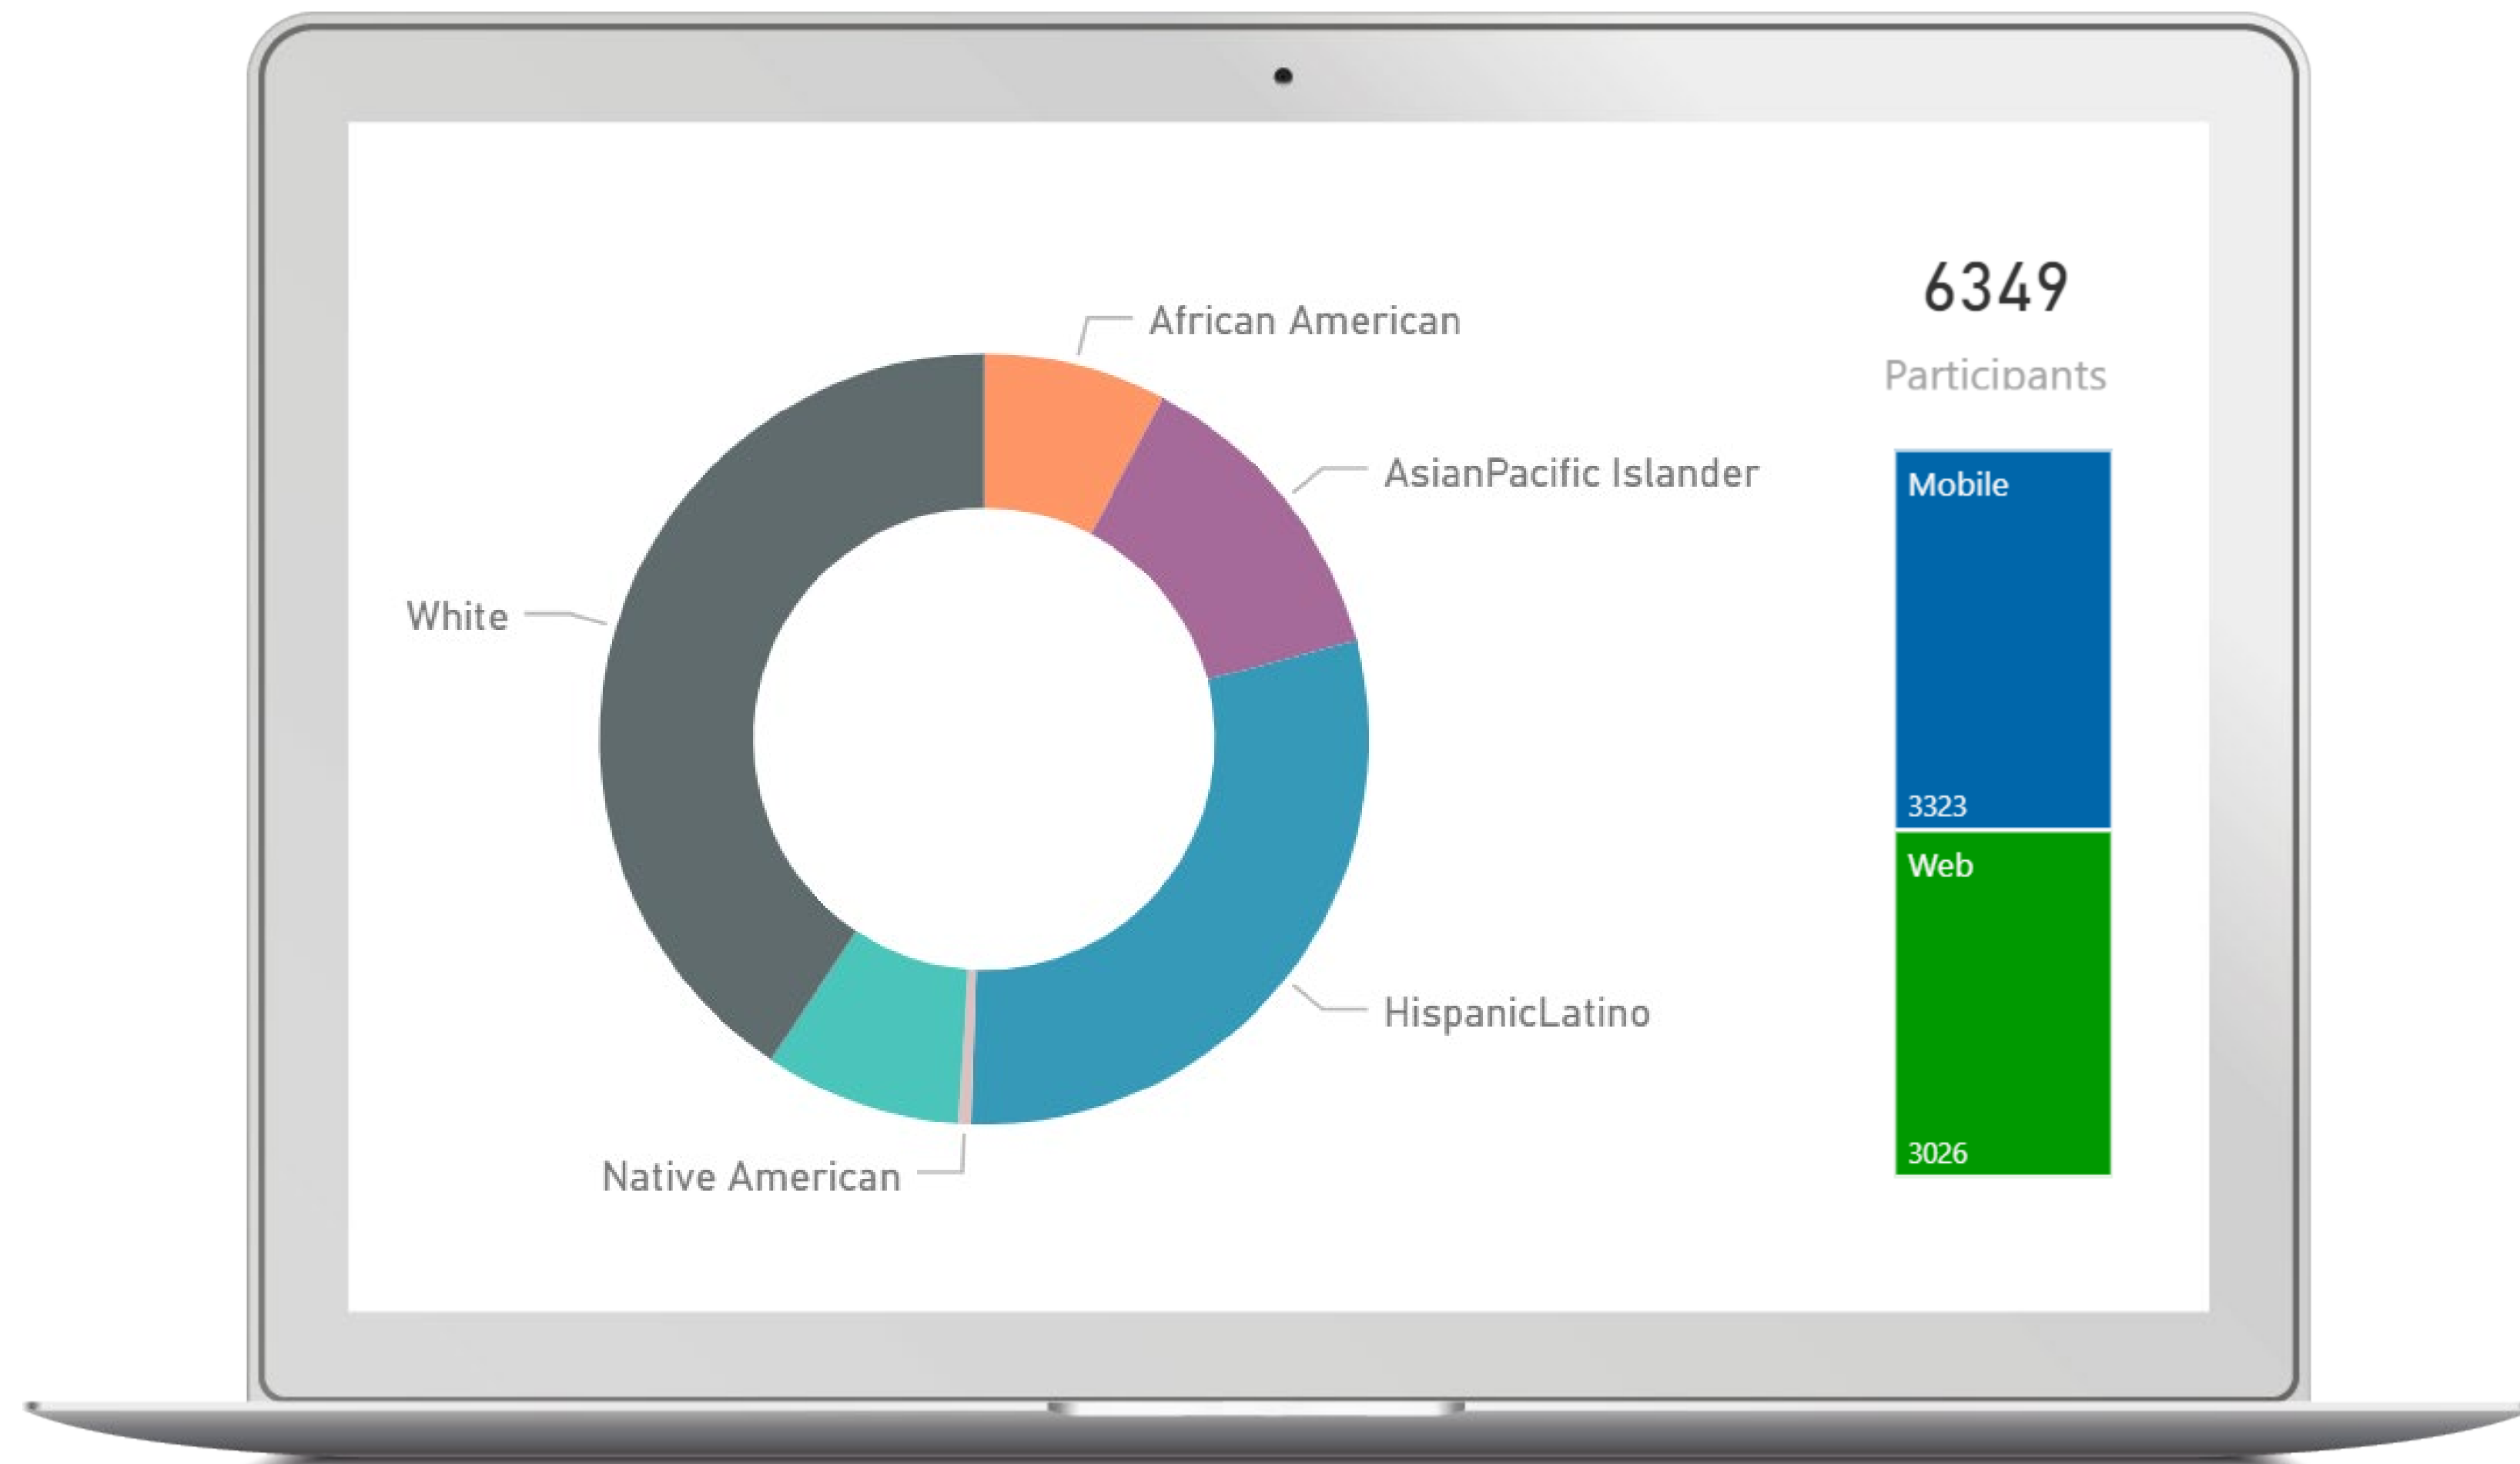 6349
Participants
African American
AsianPacific Islander
Mobile
White
3323
Web
HispanicLatino
3026
Native American